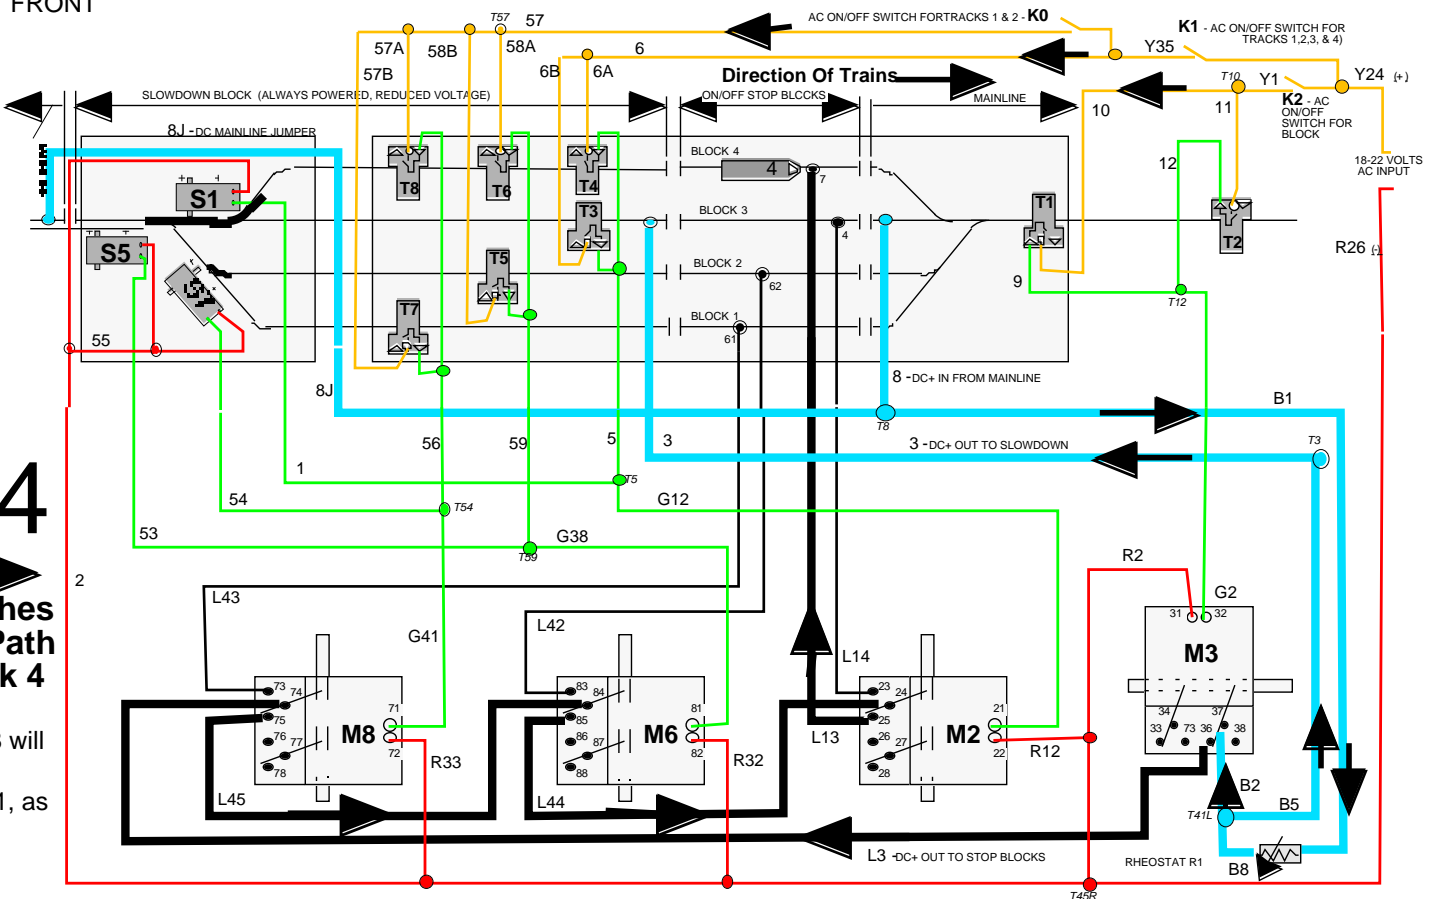 FRONT
T57
57
AC ON/OFF SWITCH FORTRACKS 1 & 2 - K0
K1 - AC ON/OFF SWITCH FOR
TRACKS 1,2,3, & 4)
57A
58B
58A
6
Y35
57B
6B
6A
Direction Of Trains
T10
Y1
Y24 (+)
SLOWDOWN BLOCK (ALWAYS POWERED, REDUCED VOLTAGE)
ON/OFF STOP BLCCKS
MAINLINE
10
11
K2 - AC
ON/OFF
SWITCH FOR
BLOCK
8J - DC MAINLINE JUMPER
BLOCK 4
12
18-22 VOLTS
AC INPUT
T8
T6
T4
4
7
S1
T3
BLOCK 3
4
T1
T2
S5
T5
BLOCK 2
62
R26 (-)
9
T12
T7
BLOCK 1
61
55
8J
8 - DC+ IN FROM MAINLINE
B1
T8
56
59
5
3
3 - DC+ OUT TO SLOWDOWN
T3
1
T5
4
54
T54
G12
53
G38
T59
R2
2
hes
Path
k 4
L43
G2
31
32
L42
G41
M3
L14
73
74
83
84
23
24
75
71
85
81
25
21
34
37
76
M8
86
M6
26
M2
33
73
36
38
77
72
87
82
L13
27
22
3 will
78
R33
88
R32
28
R12
B2
1, as
L45
L44
T41L
B5
L3 - DC+ OUT TO STOP BLOCKS
RHEOSTAT R1
B8
T45R